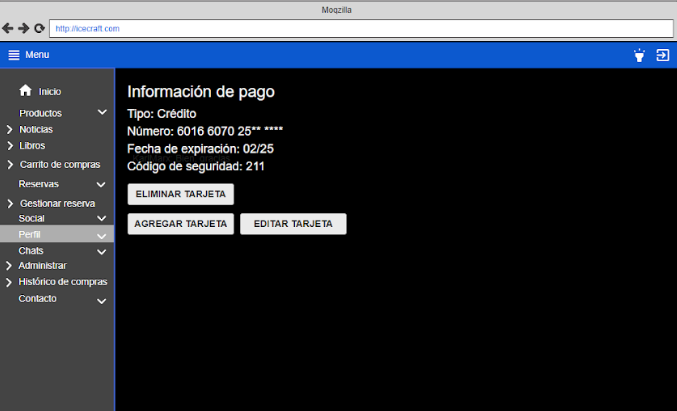 Moqzilla
http://icecraft.com
Menu
Inicio
Productos
Noticias
Libros
Carrito de compras
Reservas
Gestionar reserva
Social
Perfil
Chats
Administrar
Histórico de compras
Contacto
Información de pago
Tipo: Crédito
Número: 6016 6070 25** ****
Fecha de expiración: 02/25
Código de seguridad: 211
ELIMINAR TARJETA
AGREGAR TARJETA EDITAR TARJETA